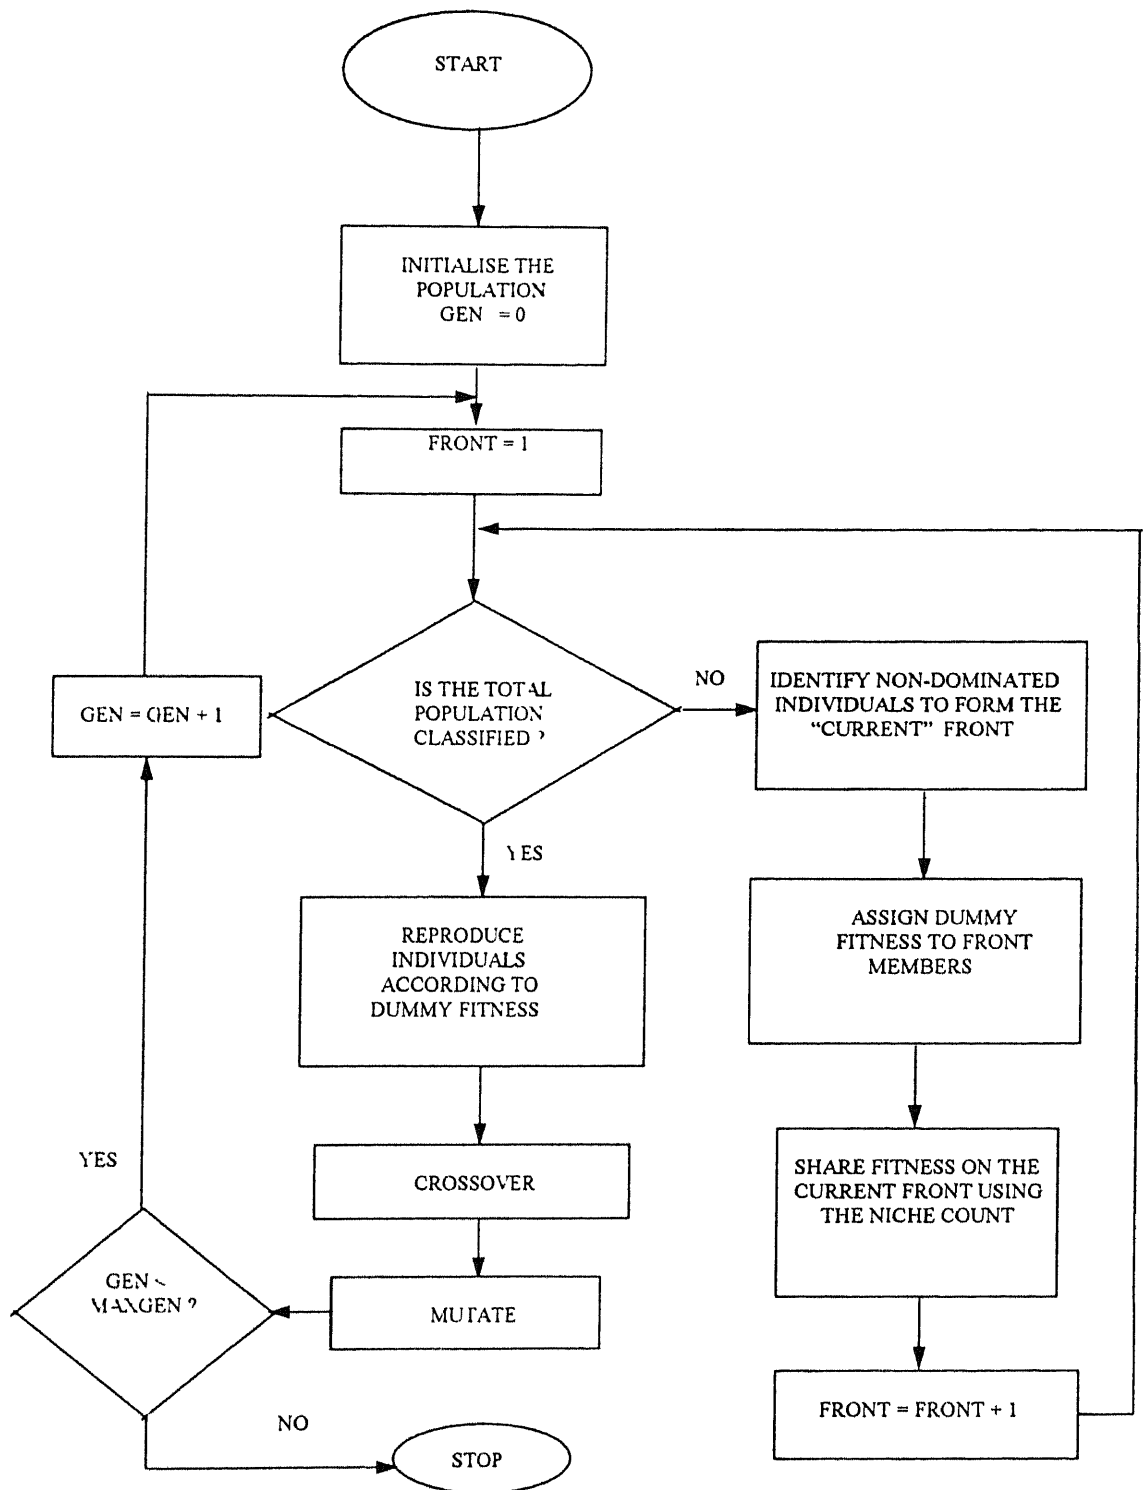 START
INITIALISE THE
POPULATION
GEN = 0
FRONT = 1
IS THE TOTAL
POPULATION
CLASSIFIED ?
NO
IDENTIFY NON-DOMINATED
INDIVIDUALS TO FORM THE
“CURRENT” FRONT
GEN = GEN + 1
YES
REPRODUCE
INDIVIDUALS
ACCORDING TO
DUMMY FITNESS
ASSIGN DUMMY
FITNESS TO FRONT
MEMBERS
CROSSOVER
SHARE FITNESS ON THE
CURRENT FRONT USING
THE NICHE COUNT
YES
GEN <
MAXGEN ?
MUTATE
FRONT = FRONT + 1
NO
STOP